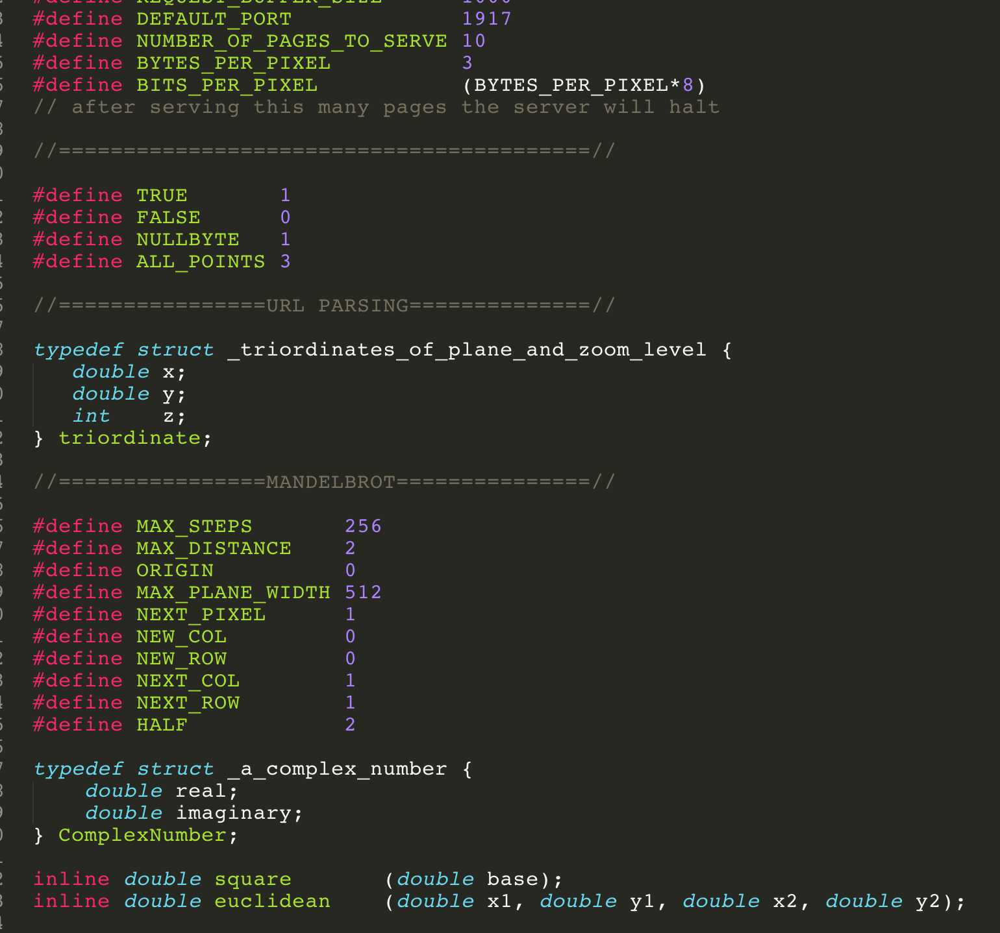 #define REQUEST_BUFFER_SIZE      1000
#define DEFAULT_PORT             1917
#define NUMBER_OF_PAGES_TO_SERVE 10
#define BYTES_PER_PIXEL          3
#define BITS_PER_PIXEL           (BYTES_PER_PIXEL*8)
// after serving this many pages the server will halt
//=========================================//
#define TRUE       1
#define FALSE      0
#define NULLBYTE   1
#define ALL_POINTS 3
//================URL PARSING==============//
typedef struct _triordinates_of_plane_and_zoom_level {
   double x;
   double y;
   int    z;
} triordinate;
//================MANDELBROT===============//
#define MAX_STEPS       256
#define MAX_DISTANCE    2
#define ORIGIN          0
#define MAX_PLANE_WIDTH 512
#define NEXT_PIXEL      1
#define NEW_COL         0
#define NEW_ROW         0
#define NEXT_COL        1
#define NEXT_ROW        1
#define HALF            2
typedef struct _a_complex_number {
    double real;
    double imaginary;
} ComplexNumber;
inline double square       (double base);
inline double euclidean    (double x1, double y1, double x2, double y2);